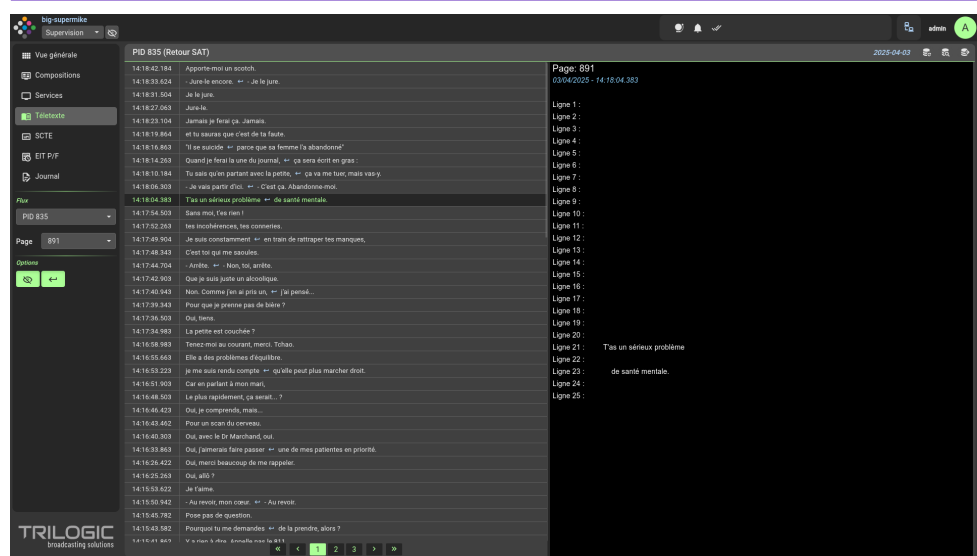 big-supermike
Supervision
admin
A
Vue générale
Compositions
Services
Télétexte
SCTE
EIT P/F
Journal
Flux
PID 835
Page
891
Options
TRILOGIC
broadcasting solutions
PID 835 (Retour SAT)
2025-04-03
14:18:42.184 Apporte-moi un scotch.
14:18:33.624 - Jure-le encore. ↩ - Je le jure.
14:18:31.504 Je le jure.
14:18:27.063 Jure-le.
14:18:23.104 Jamais je ferai ça. Jamais.
14:18:19.864 et tu sauras que c'est de ta faute.
14:18:16.863 "Il se suicide ↩ parce que sa femme l'a abandonné"
14:18:14.263 Quand je ferai la une du journal, ↩ ça sera écrit en gras :
14:18:10.184 Tu sais qu'en partant avec la petite, ↩ ça va me tuer, mais vas-y.
14:18:06.303 - Je vais partir d'ici. ↩ - C'est ça. Abandonne-moi.
14:18:04.383 T'as un sérieux problème ↩ de santé mentale.
14:17:54.503 Sans moi, t'es rien !
14:17:52.263 tes incohérences, tes conneries.
14:17:49.904 Je suis constamment ↩ en train de rattraper tes manques,
14:17:48.343 C'est toi qui me saoules.
14:17:44.704 - Arrête. ↩ - Non, toi, arrête.
14:17:42.903 Que je suis juste un alcoolique.
14:17:40.943 Non. Comme j'en ai pris un, ↩ j'ai pensé...
14:17:39.343 Pour que je prenne pas de bière ?
14:17:36.503 Oui, tiens.
14:17:34.983 La petite est couchée ?
14:16:58.983 Tenez-moi au courant, merci. Tchao.
14:16:55.663 Elle a des problèmes d'équilibre.
14:16:53.223 je me suis rendu compte ↩ qu'elle peut plus marcher droit.
14:16:51.903 Car en parlant à mon mari,
14:16:48.503 Le plus rapidement, ça serait... ?
14:16:46.423 Oui, je comprends, mais...
14:16:43.462 Pour un scan du cerveau.
14:16:40.303 Oui, avec le Dr Marchand, oui.
14:16:33.863 Oui, j'aimerais faire passer ↩ une de mes patientes en priorité.
14:16:26.422 Oui, merci beaucoup de me rappeler.
14:16:25.263 Oui, allô ?
14:15:53.622 Je t'aime.
14:15:50.942 - Au revoir, mon cœur. ↩ - Au revoir.
14:15:45.782 Pose pas de question.
14:15:43.582 Pourquoi tu me demandes ↩ de la prendre, alors ?
14:15:41.862 Y a rien à dire. Appelle pas le 811.
« ‹ 1 2 3 › »
Page: 891
03/04/2025 - 14:18:04.383
Ligne 1 :
Ligne 2 :
Ligne 3 :
Ligne 4 :
Ligne 5 :
Ligne 6 :
Ligne 7 :
Ligne 8 :
Ligne 9 :
Ligne 10 :
Ligne 11 :
Ligne 12 :
Ligne 13 :
Ligne 14 :
Ligne 15 :
Ligne 16 :
Ligne 17 :
Ligne 18 :
Ligne 19 :
Ligne 20 :
Ligne 21 : T'as un sérieux problème
Ligne 22 :
Ligne 23 : de santé mentale.
Ligne 24 :
Ligne 25 :